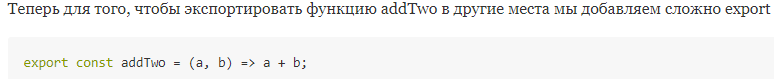 Теперь для того, чтобы экспортировать функцию addTwo в другие места мы добавляем сложно export
export const addTwo = (a, b) => a + b;